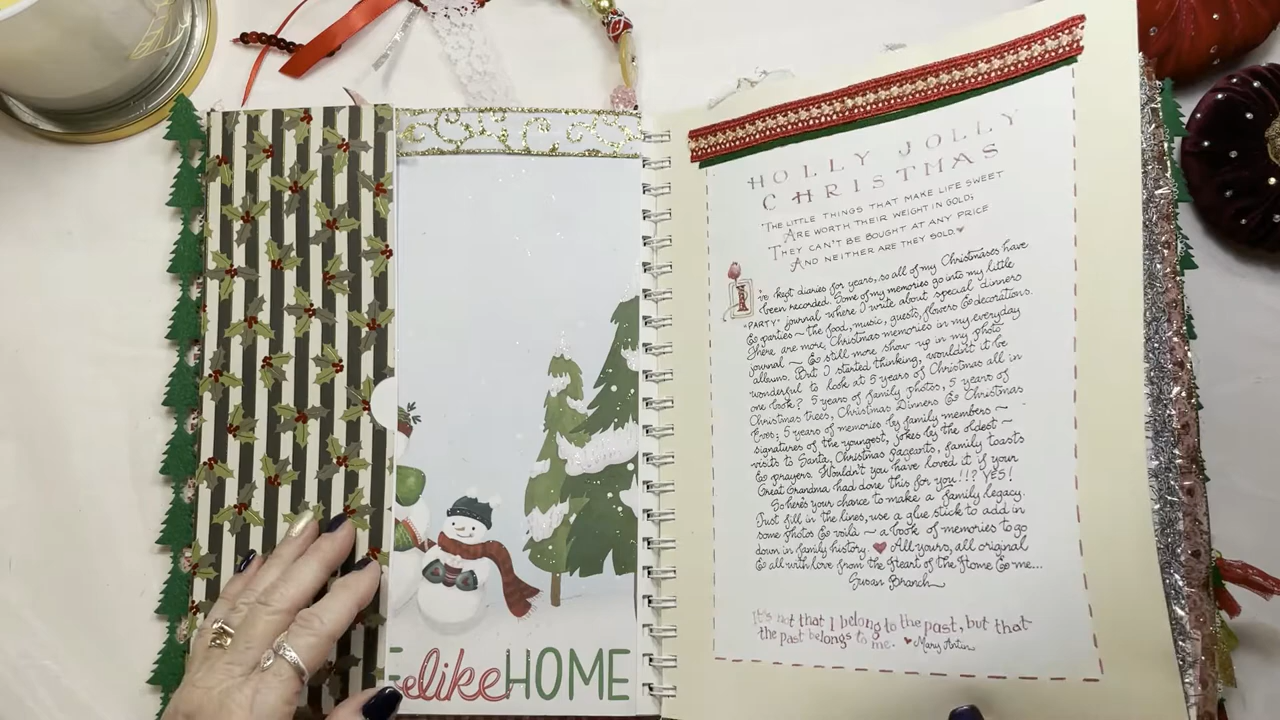 like HOME
HOLLY JOLLY
CHRISTMAS
THE LITTLE THINGS THAT MAKE LIFE SWEET
ARE WORTH THEIR WEIGHT IN GOLD;
THEY CAN'T BE BOUGHT AT ANY PRICE
AND NEITHER ARE THEY SOLD.
I've kept diaries for years, so all of my Christmases have
been recorded. Some of my memories go into my little
"PARTY" journal where I write about special dinners
& parties ~ the food, music, guests, flowers & decorations.
There are more Christmas memories in my everyday
journal ~ & still more show up in my photo
albums. But I started thinking, wouldn't it be
wonderful to look at 5 years of Christmas all in
one book? 5 years of family photos, 5 years of
Christmas trees, Christmas Dinners & Christmas
Eves; 5 years of memories by family members ~
signatures of the youngest, jokes by the oldest ~
visits to Santa, Christmas pageants, family toasts
& prayers. Wouldn't you have loved it if your
Great Grandma had done this for you!!? YES!
So here's your chance to make a family legacy.
Just fill in the lines, use a glue stick to add in
some photos & voilà ~ a book of memories to go
down in family history. All yours, all original
& all with love from the Heart of the Home & me...
Susan Branch
It's not that I belong to the past, but that
the past belongs to me. Mary Antin